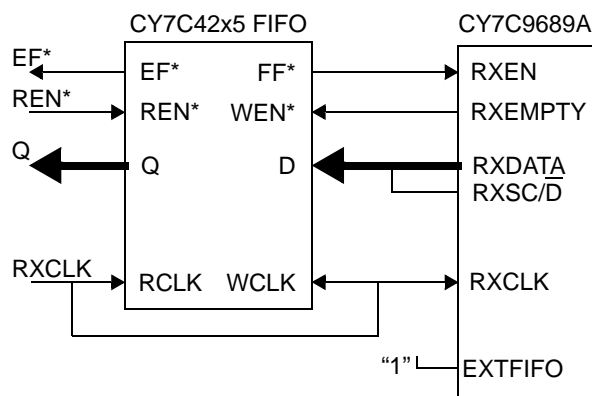 CY7C42x5 FIFO CY7C9689A
EF* EF* FF* RXEN
REN* REN* WEN* RXEMPTY
Q Q D RXDATA
RXSC/D̅
RXCLK RCLK WCLK RXCLK
“1” EXTFIFO